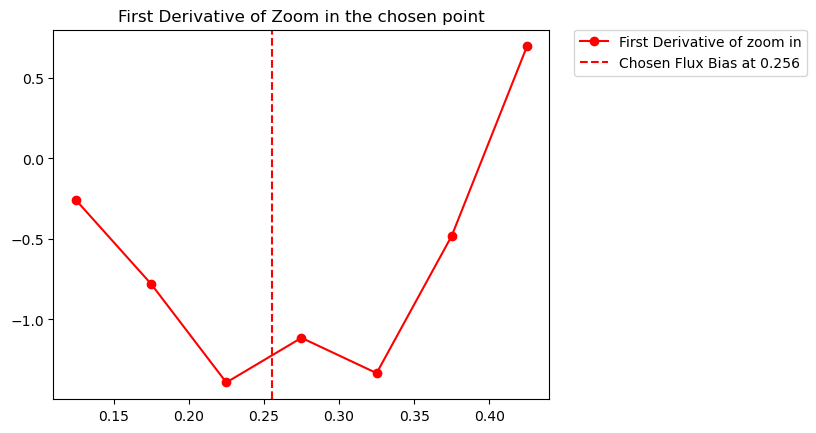 First Derivative of Zoom in the chosen point
First Derivative of zoom in
Chosen Flux Bias at 0.256
0.5
0.0
−0.5
−1.0
0.15 0.20 0.25 0.30 0.35 0.40